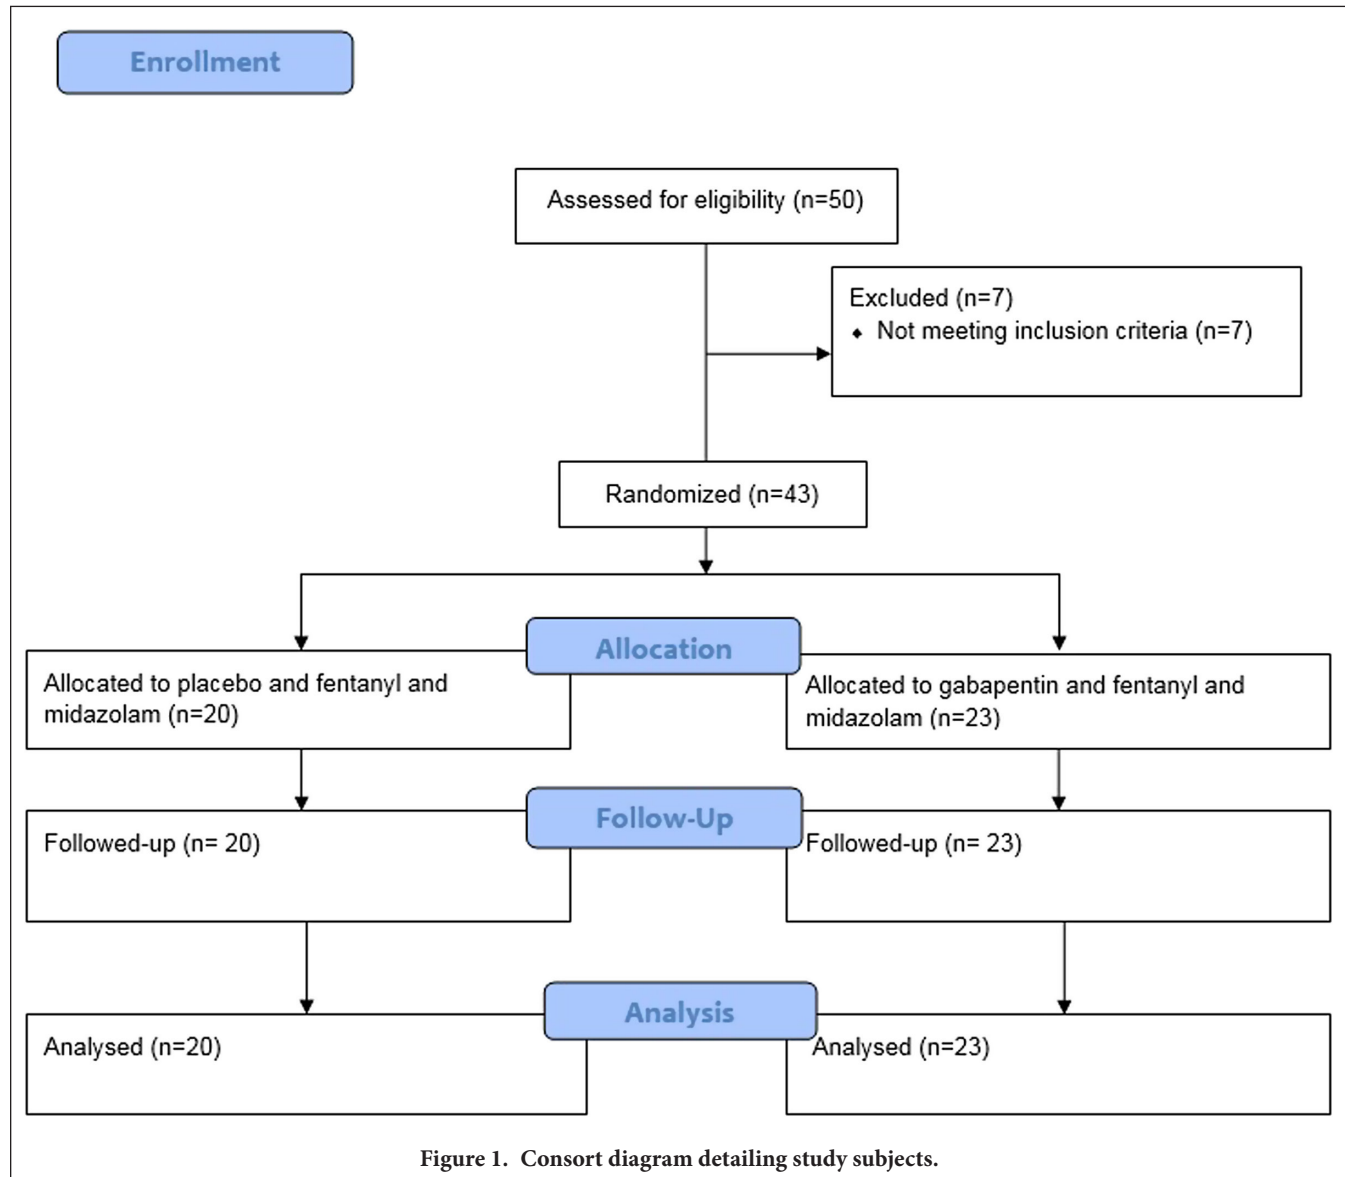 Enrollment
Assessed for eligibility (n=50)
Excluded (n=7)
⬥ Not meeting inclusion criteria (n=7)
Randomized (n=43)
Allocation
Allocated to placebo and fentanyl and
midazolam (n=20)
Allocated to gabapentin and fentanyl and
midazolam (n=23)
Follow-Up
Followed-up (n= 20)
Followed-up (n= 23)
Analysis
Analysed (n=20)
Analysed (n=23)
Figure 1. Consort diagram detailing study subjects.